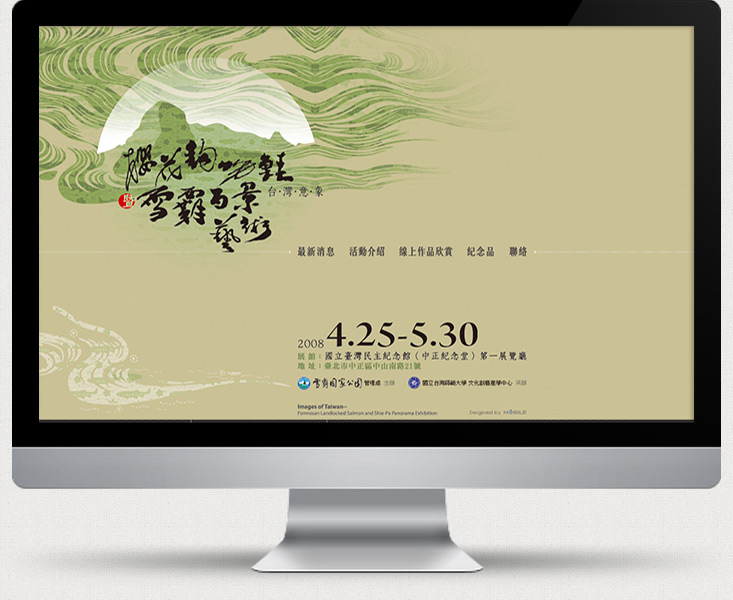 櫻花鉤吻鮭
台·灣·意·象
雪霸百景
藝術
最新消息 活動介紹 線上作品欣賞 紀念品 聯絡
2008 4.25-5.30
展 館：國立臺灣民主紀念館（中正紀念堂）第一展覽廳
地 址：臺北市中正區中山南路21號
雪霸國家公園 管理處 主辦 國立台灣師範大學 文化創藝產學中心 承辦
Images of Taiwan—
Formosan Landlocked Salmon and Shie-Pa Panorama Exhibition
Designed by